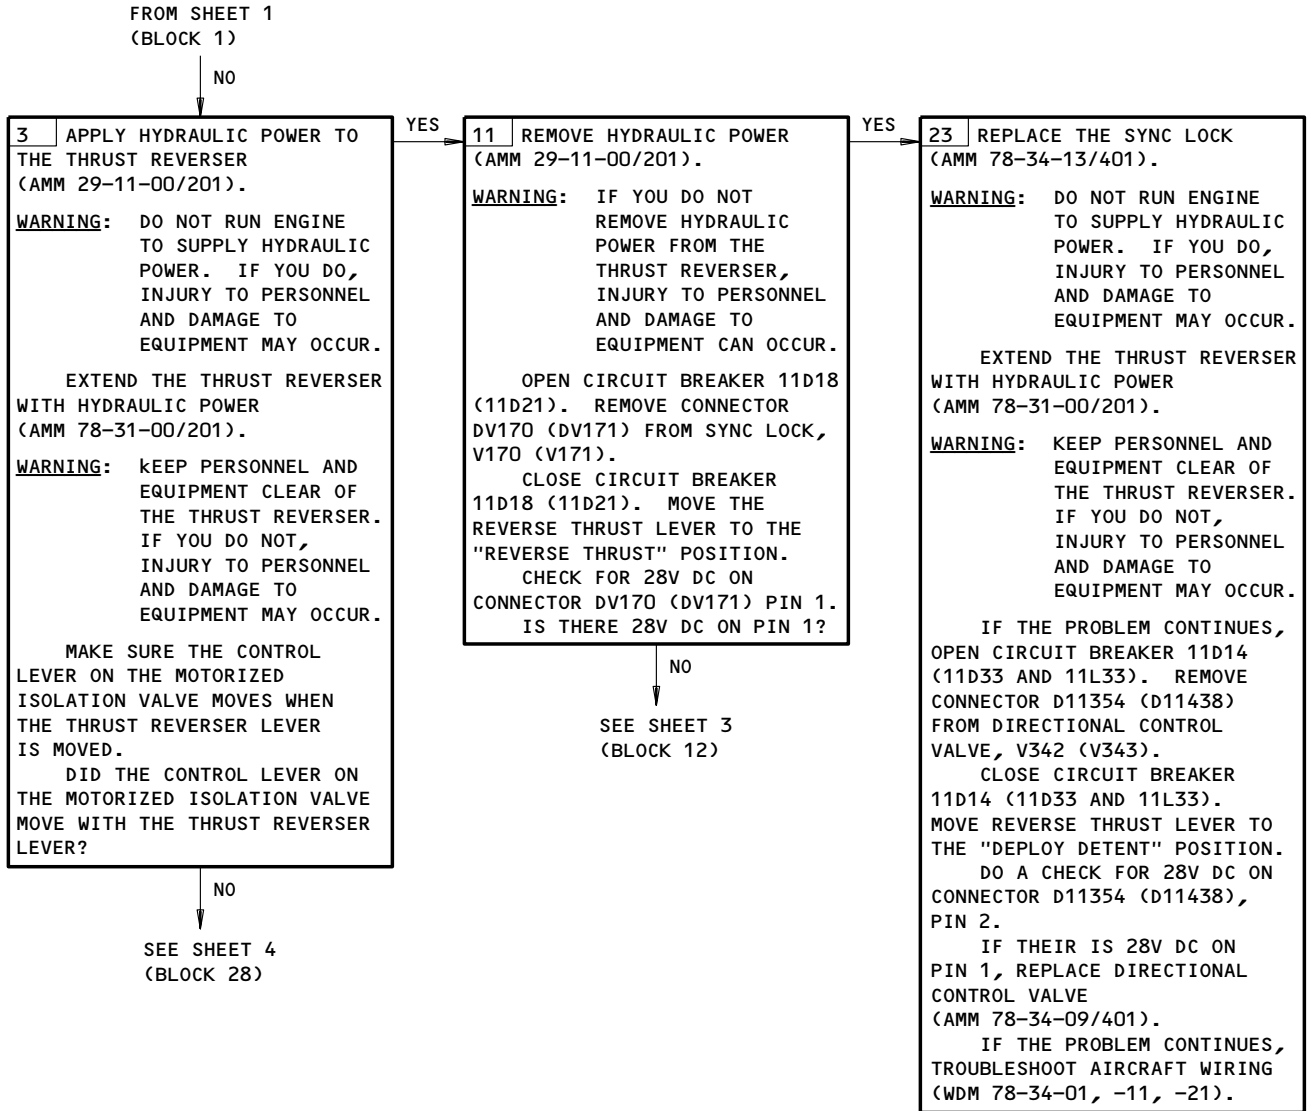 FROM SHEET 1
(BLOCK 1)
NO
3 APPLY HYDRAULIC POWER TO
THE THRUST REVERSER
(AMM 29-11-00/201).
WARNING: DO NOT RUN ENGINE
TO SUPPLY HYDRAULIC
POWER. IF YOU DO,
INJURY TO PERSONNEL
AND DAMAGE TO
EQUIPMENT MAY OCCUR.
EXTEND THE THRUST REVERSER
WITH HYDRAULIC POWER
(AMM 78-31-00/201).
WARNING: kEEP PERSONNEL AND
EQUIPMENT CLEAR OF
THE THRUST REVERSER.
IF YOU DO NOT,
INJURY TO PERSONNEL
AND DAMAGE TO
EQUIPMENT MAY OCCUR.
MAKE SURE THE CONTROL
LEVER ON THE MOTORIZED
ISOLATION VALVE MOVES WHEN
THE THRUST REVERSER LEVER
IS MOVED.
DID THE CONTROL LEVER ON
THE MOTORIZED ISOLATION VALVE
MOVE WITH THE THRUST REVERSER
LEVER?
NO
SEE SHEET 4
(BLOCK 28)
YES
11 REMOVE HYDRAULIC POWER
(AMM 29-11-00/201).
WARNING: IF YOU DO NOT
REMOVE HYDRAULIC
POWER FROM THE
THRUST REVERSER,
INJURY TO PERSONNEL
AND DAMAGE TO
EQUIPMENT CAN OCCUR.
OPEN CIRCUIT BREAKER 11D18
(11D21). REMOVE CONNECTOR
DV170 (DV171) FROM SYNC LOCK,
V170 (V171).
CLOSE CIRCUIT BREAKER
11D18 (11D21). MOVE THE
REVERSE THRUST LEVER TO THE
"REVERSE THRUST" POSITION.
CHECK FOR 28V DC ON
CONNECTOR DV170 (DV171) PIN 1.
IS THERE 28V DC ON PIN 1?
NO
SEE SHEET 3
(BLOCK 12)
YES
23 REPLACE THE SYNC LOCK
(AMM 78-34-13/401).
WARNING: DO NOT RUN ENGINE
TO SUPPLY HYDRAULIC
POWER. IF YOU DO,
INJURY TO PERSONNEL
AND DAMAGE TO
EQUIPMENT MAY OCCUR.
EXTEND THE THRUST REVERSER
WITH HYDRAULIC POWER
(AMM 78-31-00/201).
WARNING: KEEP PERSONNEL AND
EQUIPMENT CLEAR OF
THE THRUST REVERSER.
IF YOU DO NOT,
INJURY TO PERSONNEL
AND DAMAGE TO
EQUIPMENT MAY OCCUR.
IF THE PROBLEM CONTINUES,
OPEN CIRCUIT BREAKER 11D14
(11D33 AND 11L33). REMOVE
CONNECTOR D11354 (D11438)
FROM DIRECTIONAL CONTROL
VALVE, V342 (V343).
CLOSE CIRCUIT BREAKER
11D14 (11D33 AND 11L33).
MOVE REVERSE THRUST LEVER TO
THE "DEPLOY DETENT" POSITION.
DO A CHECK FOR 28V DC ON
CONNECTOR D11354 (D11438),
PIN 2.
IF THEIR IS 28V DC ON
PIN 1, REPLACE DIRECTIONAL
CONTROL VALVE
(AMM 78-34-09/401).
IF THE PROBLEM CONTINUES,
TROUBLESHOOT AIRCRAFT WIRING
(WDM 78-34-01, -11, -21).